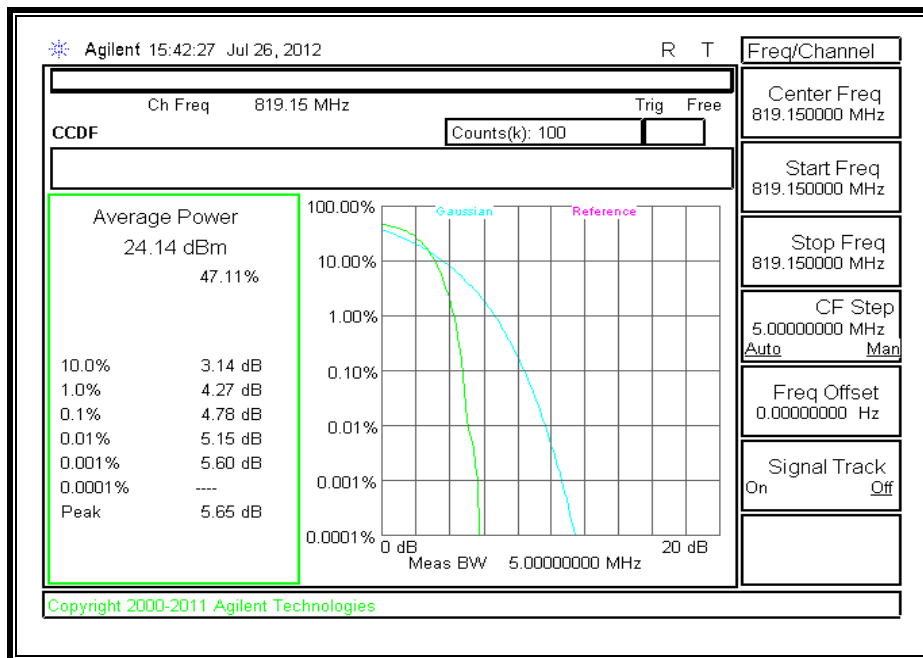 Agilent 15:42:27 Jul 26, 2012 R T
Ch Freq 819.15 MHz Trig Free
CCDF Counts(k): 100
Average Power
24.14 dBm
47.11%
10.0% 3.14 dB
1.0% 4.27 dB
0.1% 4.78 dB
0.01% 5.15 dB
0.001% 5.60 dB
0.0001% ----
Peak 5.65 dB
Gaussian Reference
100.00%
10.00%
1.00%
0.10%
0.01%
0.001%
0.0001%
0 dB 20 dB
Meas BW 5.00000000 MHz
Freq/Channel
Center Freq
819.150000 MHz
Start Freq
819.150000 MHz
Stop Freq
819.150000 MHz
CF Step
5.00000000 MHz
Auto Man
Freq Offset
0.00000000 Hz
Signal Track
On Off
Copyright 2000-2011 Agilent Technologies